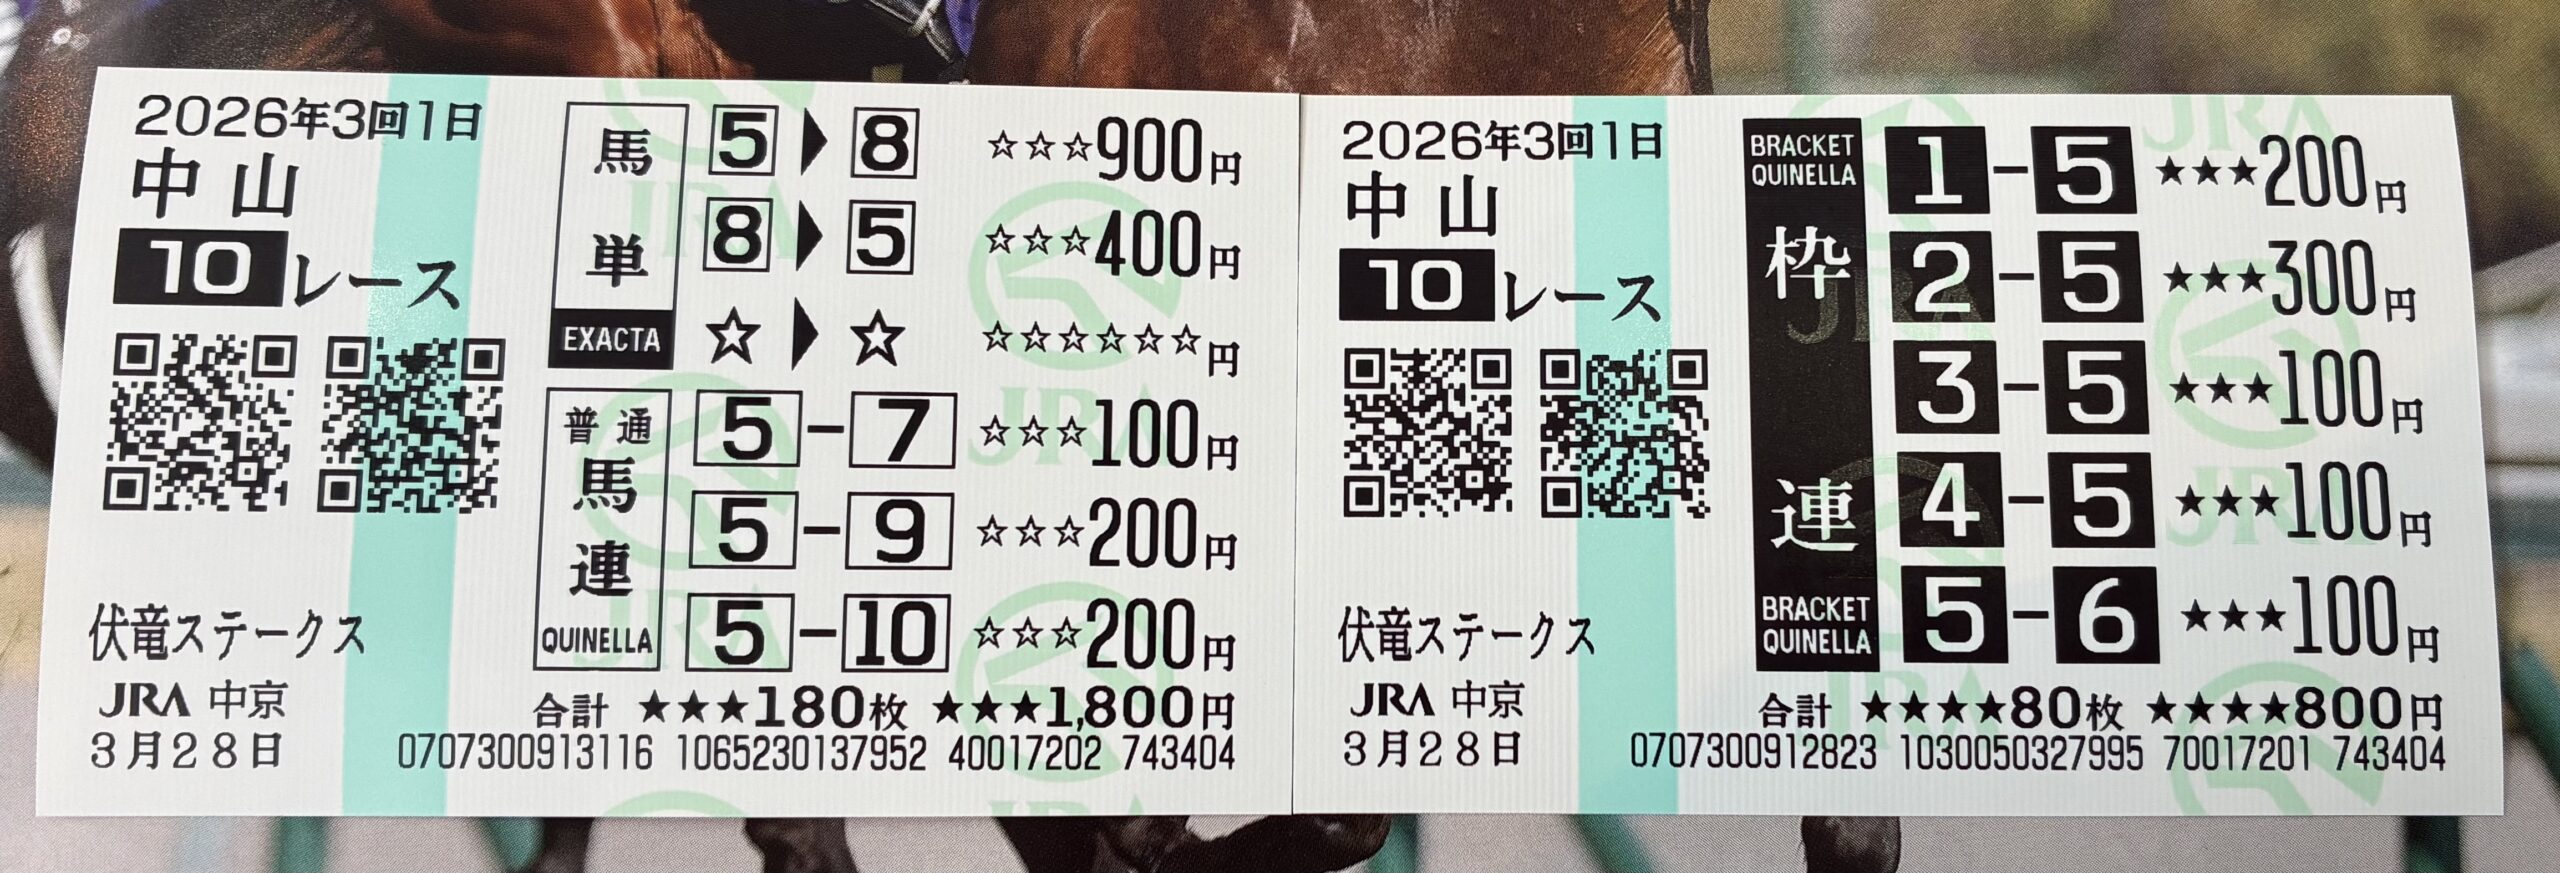 2026年3回1日
中山
10レース
伏竜ステークス
JRA 中京
3月28日
馬単
EXACTA
5▶8 ☆☆☆900円
8▶5 ☆☆☆400円
☆▶☆ ☆☆☆☆☆☆円
普通
馬連
QUINELLA
5-7 ☆☆☆100円
5-9 ☆☆☆200円
5-10 ☆☆☆200円
合計 ★★★180枚 ★★★1,800円
0707300913116 1065230137952 40017202 743404
2026年3回1日
中山
10レース
伏竜ステークス
JRA 中京
3月28日
BRACKET
QUINELLA
枠連
BRACKET
QUINELLA
1-5 ★★★200円
2-5 ★★★300円
3-5 ★★★100円
4-5 ★★★100円
5-6 ★★★100円
合計 ★★★★80枚 ★★★★800円
0707300912823 1030050327995 70017201 743404